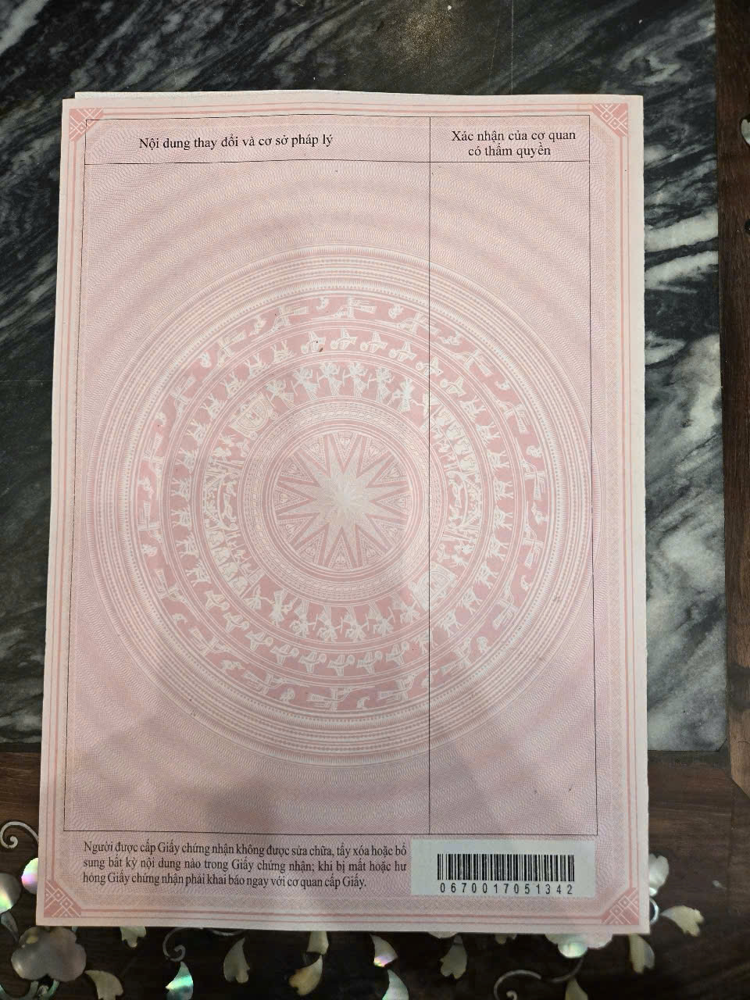 Nội dung thay đổi và cơ sở pháp lý
Xác nhận của cơ quan
có thẩm quyền
Người được cấp Giấy chứng nhận không được sửa chữa, tẩy xóa hoặc bổ
sung bất kỳ nội dung nào trong Giấy chứng nhận; khi bị mất hoặc hư
hỏng Giấy chứng nhận phải khai báo ngay với cơ quan cấp Giấy.
0670017051342